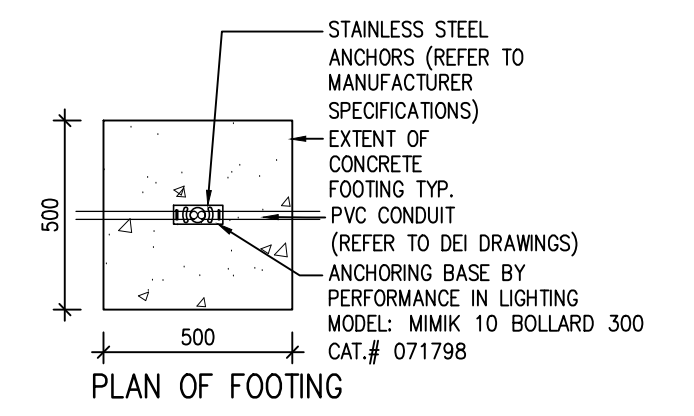 STAINLESS STEEL
ANCHORS (REFER TO
MANUFACTURER
SPECIFICATIONS)
EXTENT OF
CONCRETE
FOOTING TYP.
PVC CONDUIT
(REFER TO DEI DRAWINGS)
ANCHORING BASE BY
PERFORMANCE IN LIGHTING
MODEL: MIMIK 10 BOLLARD 300
CAT.# 071798
500
500
PLAN OF FOOTING